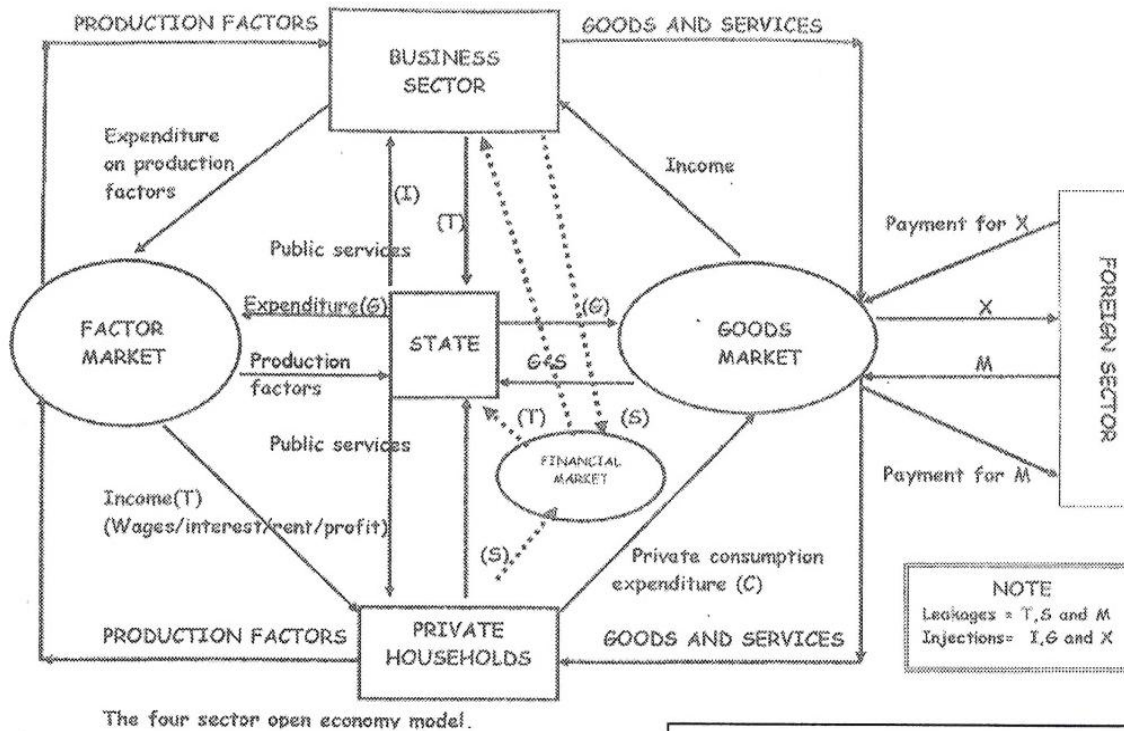 PRODUCTION FACTORS
GOODS AND SERVICES
BUSINESS
SECTOR
Expenditure
on production
factors
(I)
(T)
Income
Public services
Payment for X
FOREIGN SECTOR
FACTOR
MARKET
Expenditure(G)
STATE
(G)
GOODS
MARKET
X
Production
factors
G&S
M
Public services
(T)
(S)
FINANCIAL
MARKET
Payment for M
Income(T)
(Wages/interest/rent/profit)
(S)
Private consumption
expenditure (C)
NOTE
Leakages = T,S and M
Injections= I,G and X
PRODUCTION FACTORS
PRIVATE
HOUSEHOLDS
GOODS AND SERVICES
The four sector open economy model.